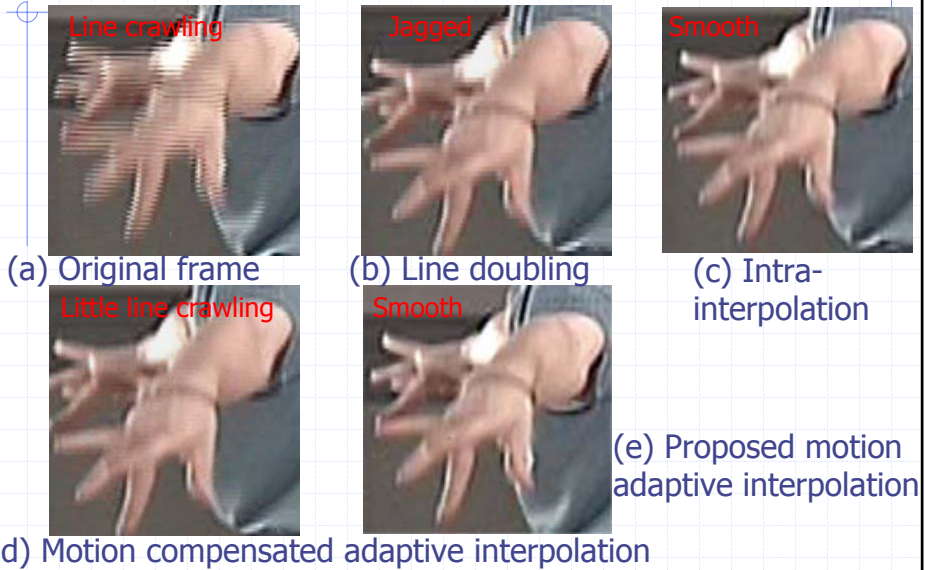 Line crawling
Jagged
Smooth
(a) Original frame
(b) Line doubling
(c) Intra-
interpolation
Little line crawling
Smooth
(e) Proposed motion
adaptive interpolation
d) Motion compensated adaptive interpolation